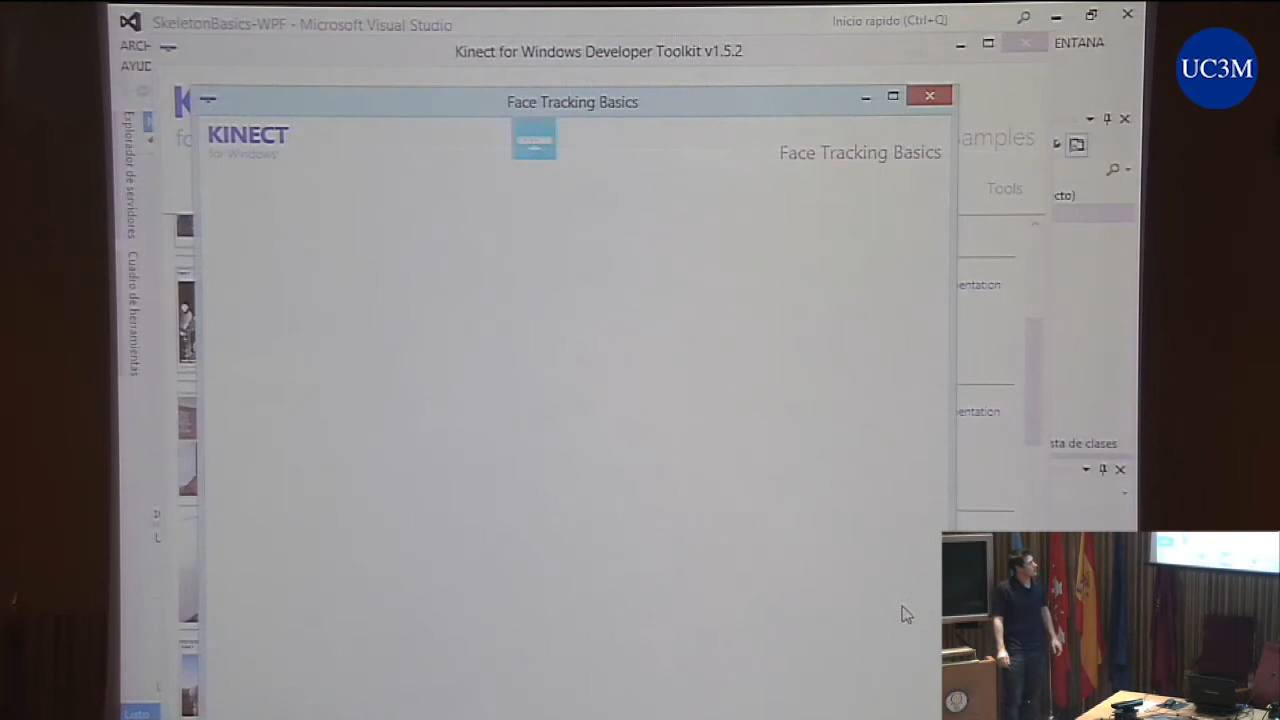 SkeletonBasics-WPF - Microsoft Visual Studio
Inicio rápido (Ctrl+Q)
ARCH
ENTANA
AYUD
Kinect for Windows Developer Toolkit v1.5.2
UC3M
Face Tracking Basics
KINECT
for Windows
Face Tracking Basics
K
fo
amples
Tools
Explorador de servidores
Cuadro de herramientas
cto)
entation
entation
sta de clases
D
L
L
Listo